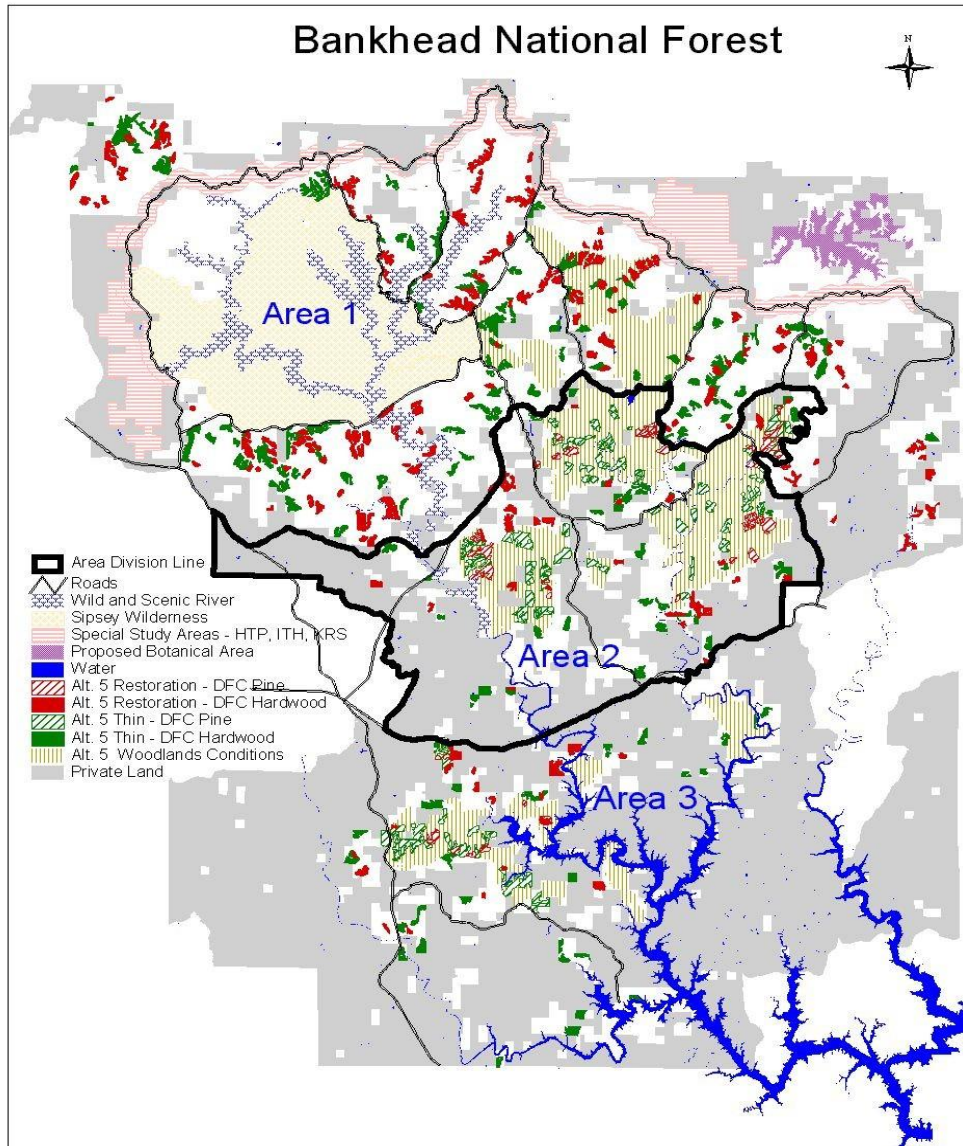 Bankhead National Forest
N
Area 1
Area 2
Area 3
Area Division Line
Roads
Wild and Scenic River
Sipsey Wilderness
Special Study Areas - HTP, ITH, KRS
Proposed Botanical Area
Water
Alt. 5 Restoration - DFC Pine
Alt. 5 Restoration - DFC Hardwood
Alt. 5 Thin - DFC Pine
Alt. 5 Thin - DFC Hardwood
Alt. 5 Woodlands Conditions
Private Land